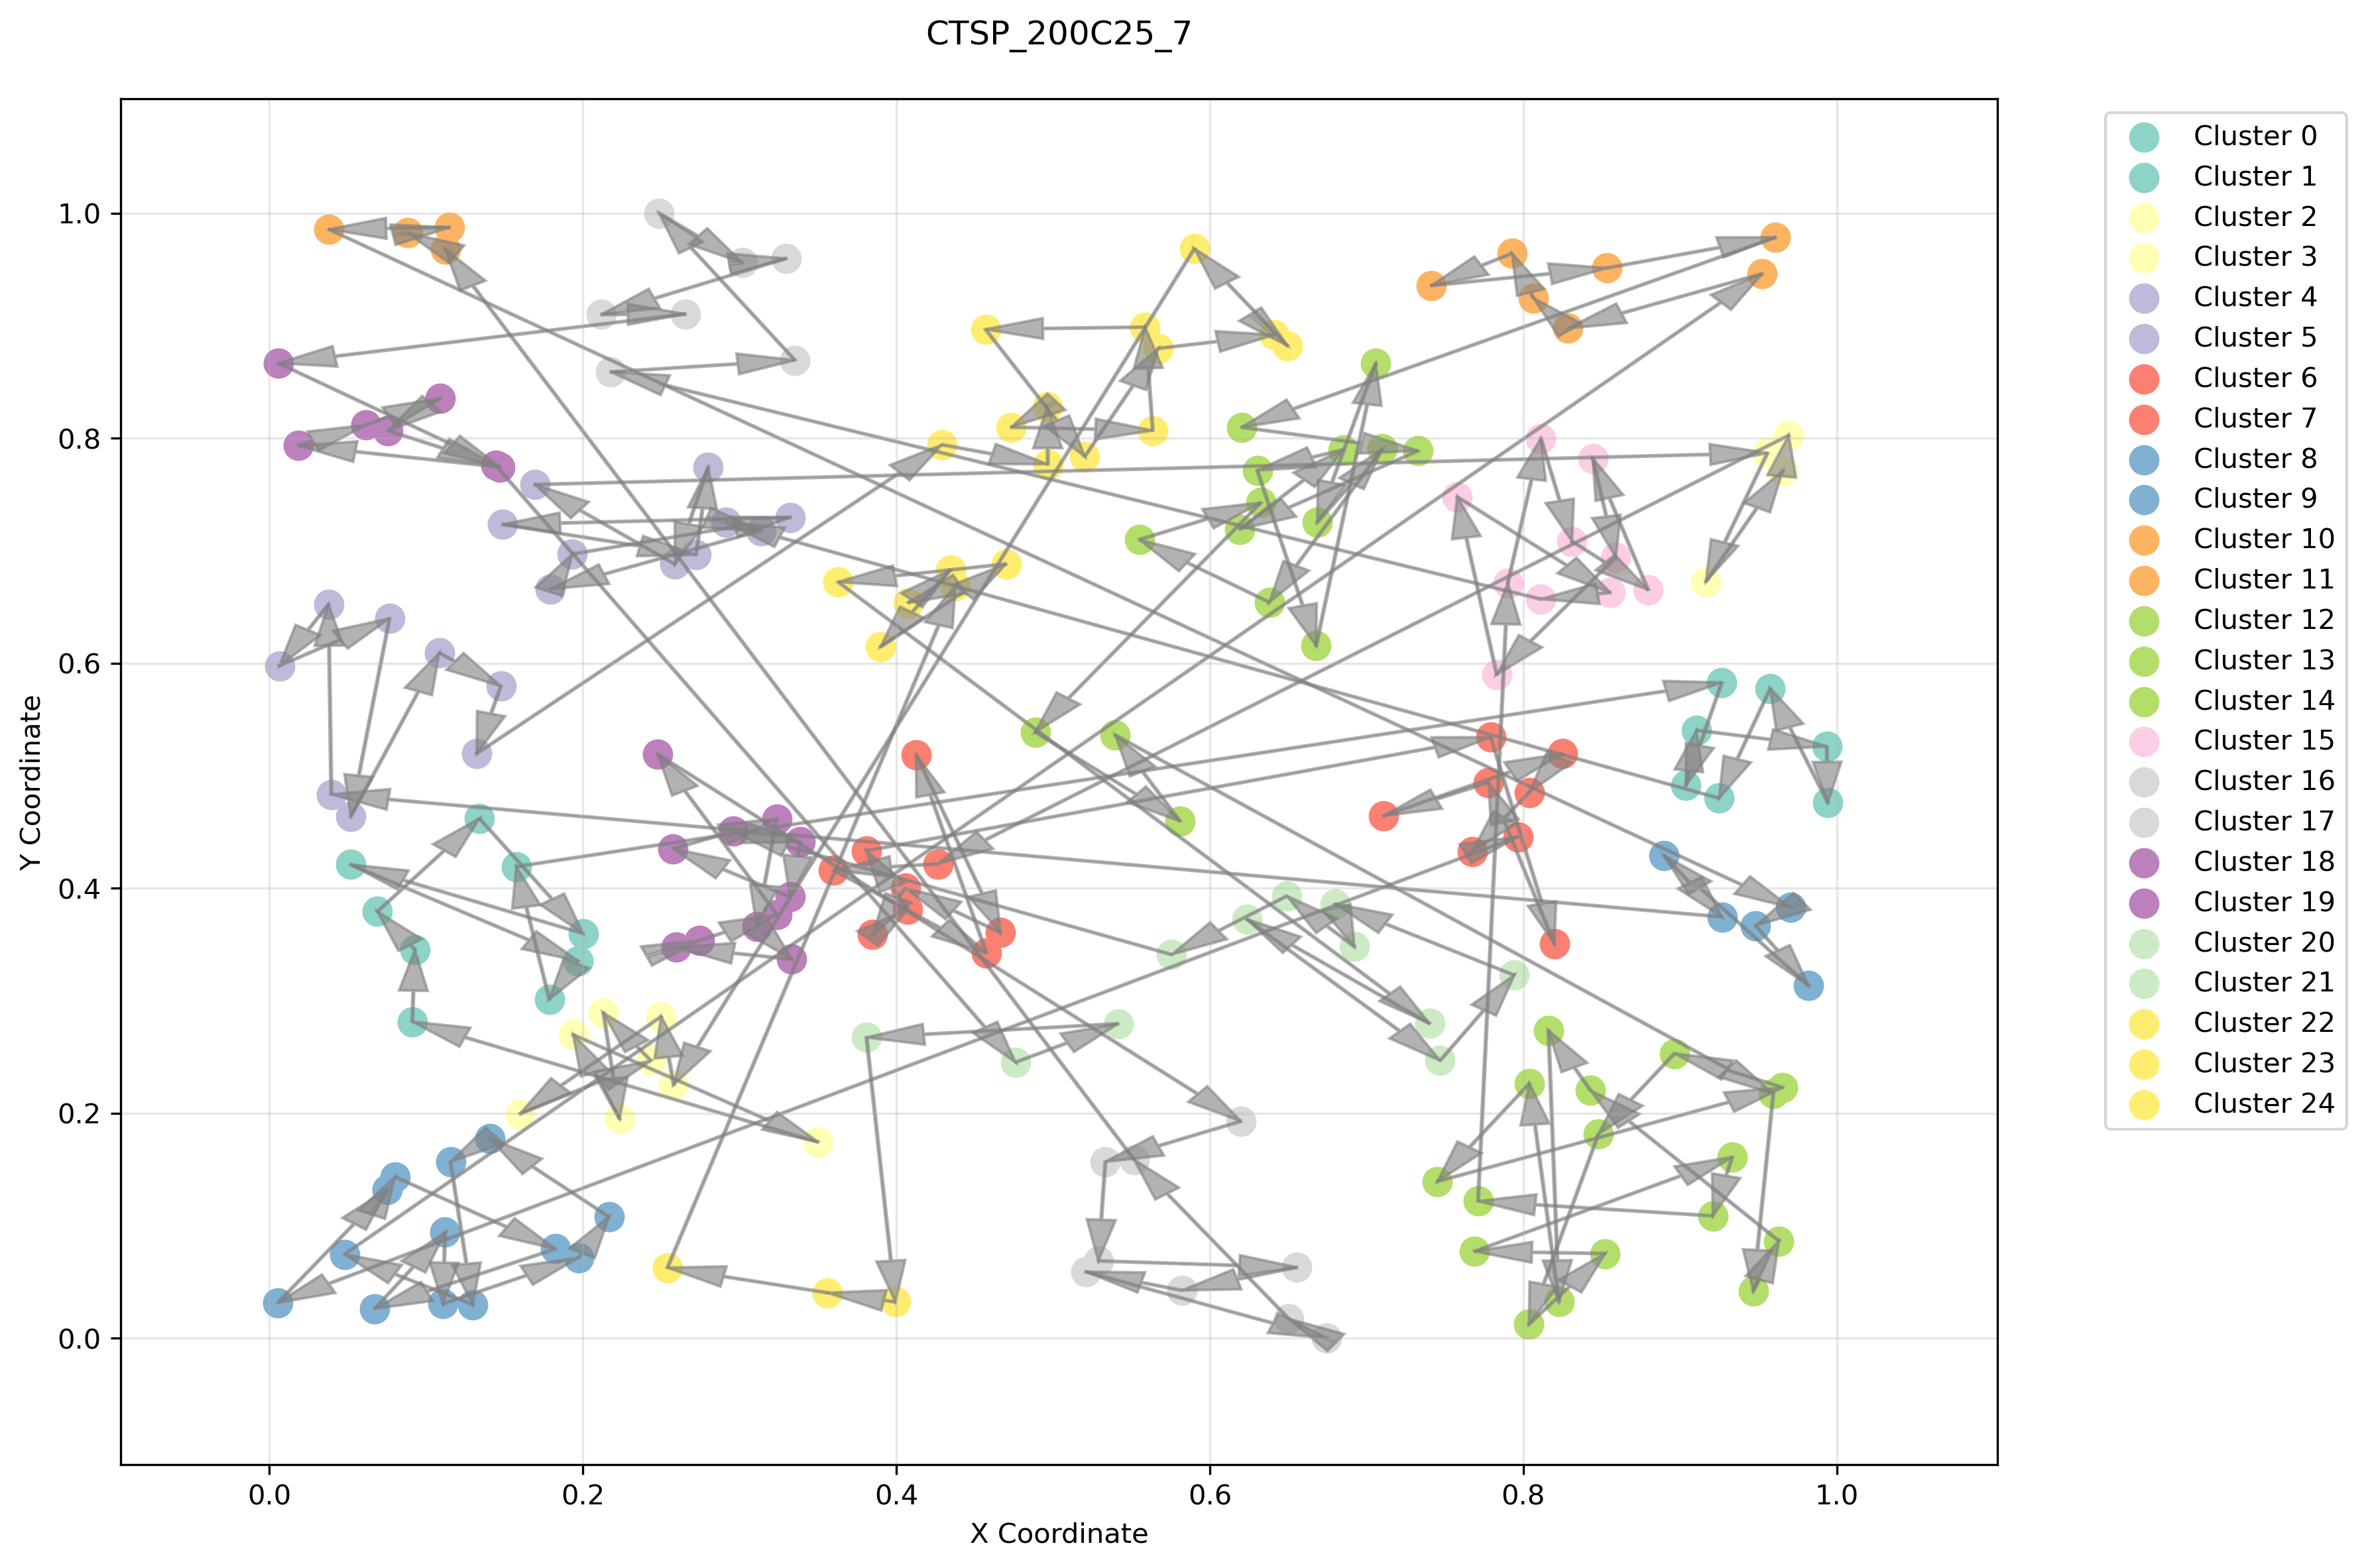 CTSP_200C25_7
1.0
0.8
0.6
0.4
0.2
0.0
Y Coordinate
0.0
0.2
0.4
0.6
0.8
1.0
X Coordinate
Cluster 0
Cluster 1
Cluster 2
Cluster 3
Cluster 4
Cluster 5
Cluster 6
Cluster 7
Cluster 8
Cluster 9
Cluster 10
Cluster 11
Cluster 12
Cluster 13
Cluster 14
Cluster 15
Cluster 16
Cluster 17
Cluster 18
Cluster 19
Cluster 20
Cluster 21
Cluster 22
Cluster 23
Cluster 24